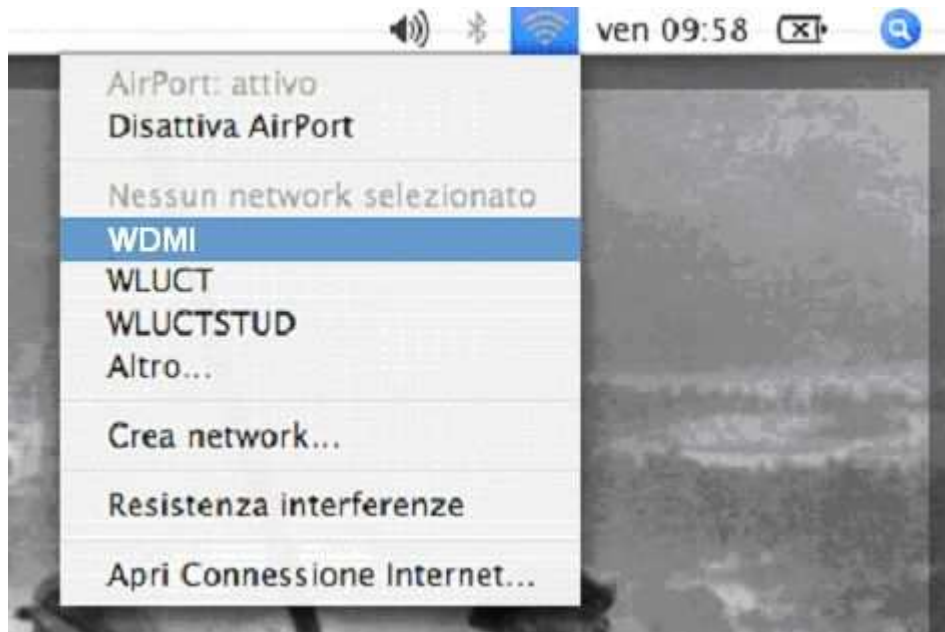 ven 09:58
AirPort: attivo
Disattiva AirPort
Nessun network selezionato
WDMI
WLUCT
WLUCTSTUD
Altro...
Crea network...
Resistenza interferenze
Apri Connessione Internet...